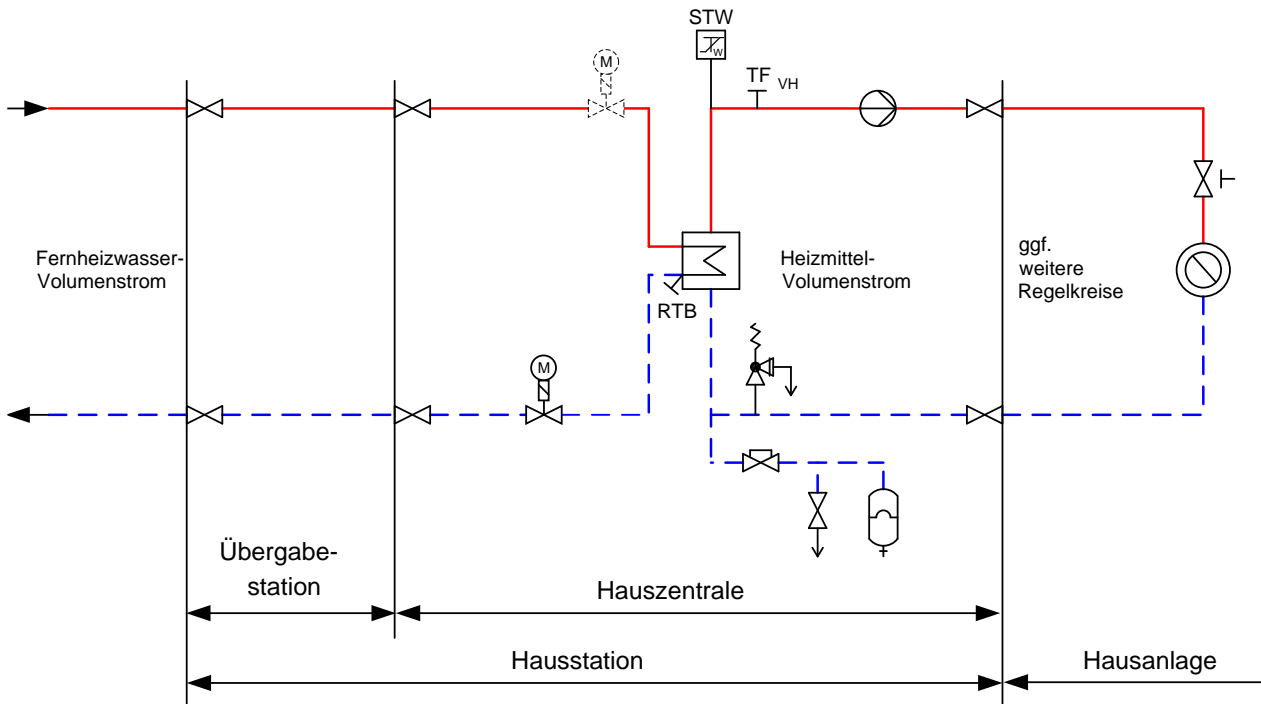 STW
W
M
TF VH
Fernheizwasser-
Volumenstrom
Heizmittel-
Volumenstrom
ggf.
weitere
Regelkreise
RTB
M
Übergabe-
station
Hauszentrale
Hausstation
Hausanlage